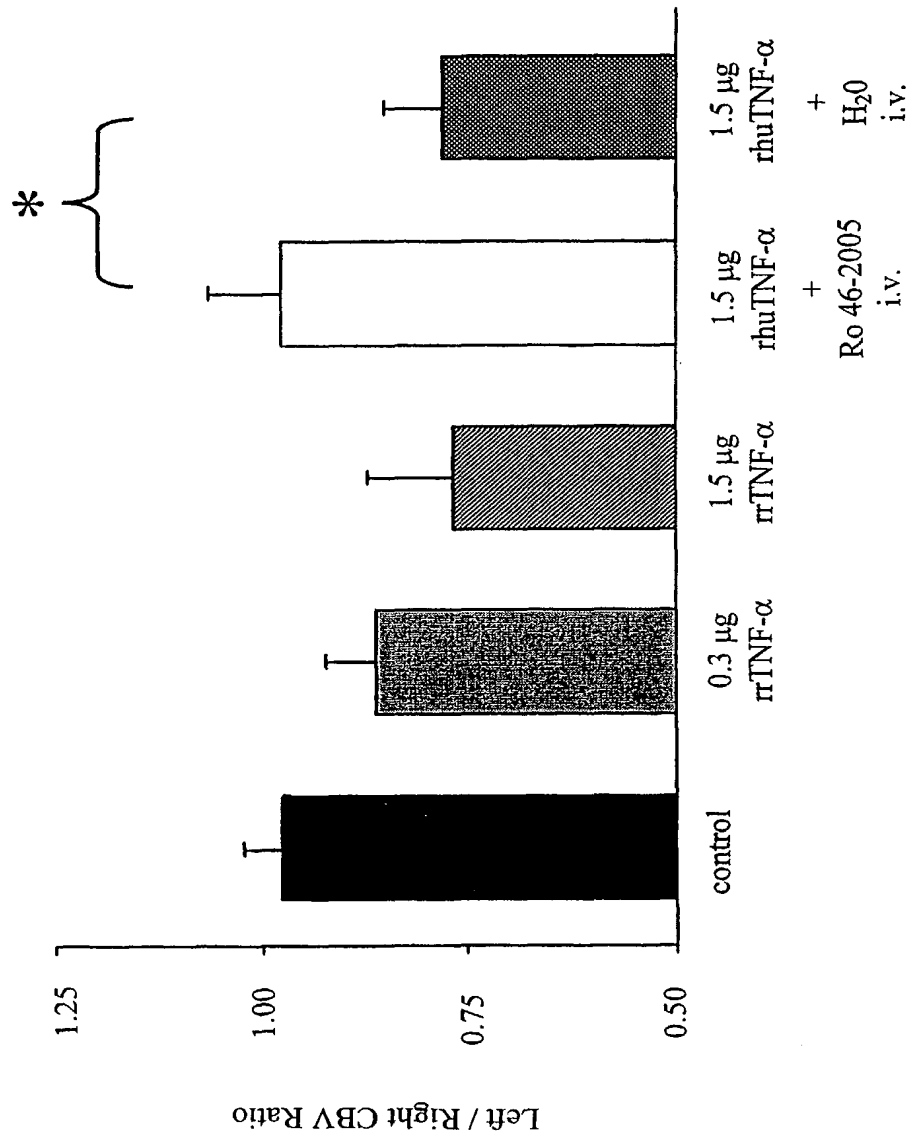 *
Left / Right CBV Ratio
1.25
1.00
0.75
0.50
control
0.3 µg
rrTNF-α
1.5 µg
rrTNF-α
1.5 µg
rhuTNF-α
+
Ro 46-2005
i.v.
1.5 µg
rhuTNF-α
+
H₂0
i.v.